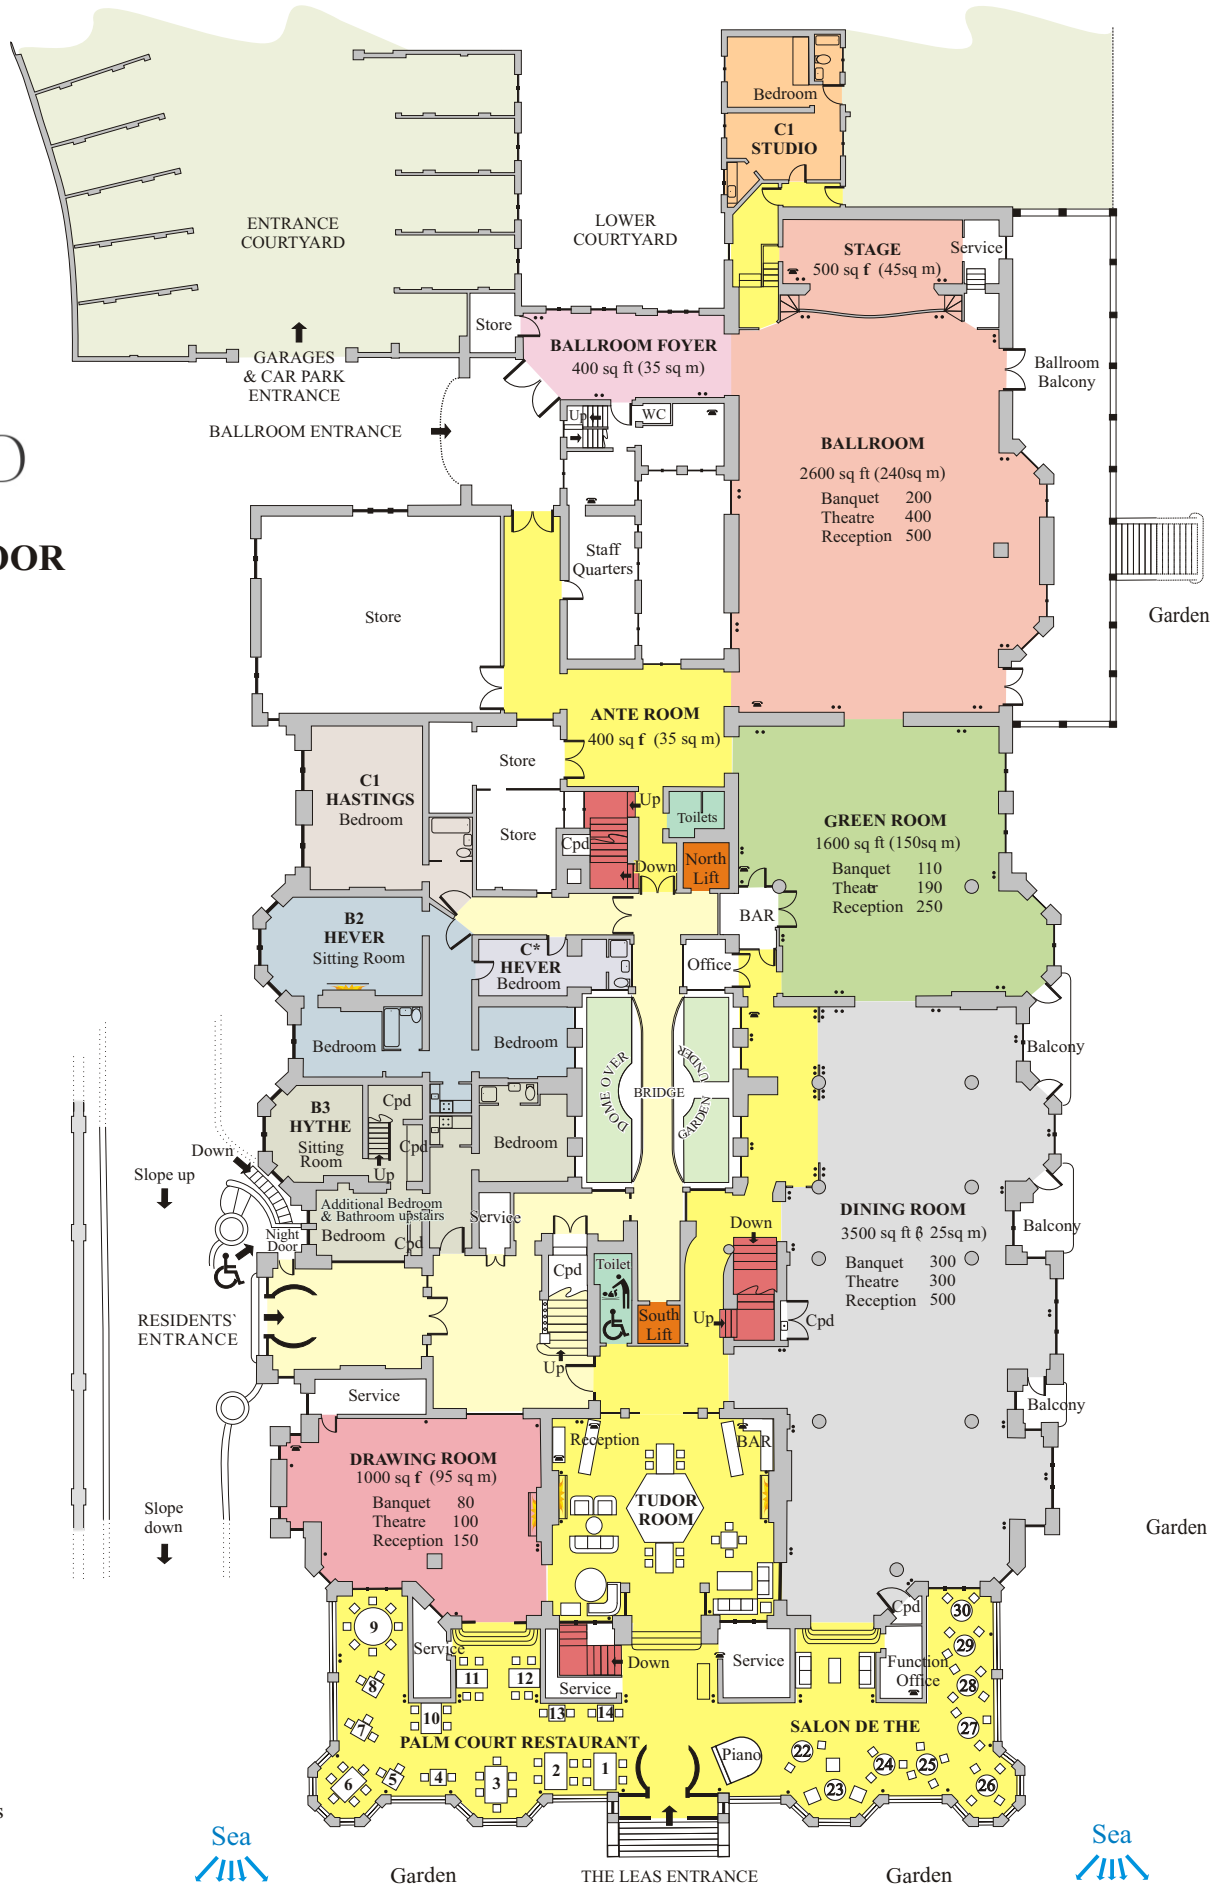 Bedroom
C1
STUDIO
ENTRANCE
COURTYARD
LOWER
COURTYARD
STAGE
500 sq f (45sq m)
Service
Store
BALLROOM FOYER
400 sq ft (35 sq m)
GARAGES
& CAR PARK
ENTRANCE
Ballroom
Balcony
Up
WC
BALLROOM ENTRANCE
BALLROOM
2600 sq ft (240sq m)
Banquet 200
Theatre 400
Reception 500
D
OOR
Staff
Quarters
Store
Garden
ANTE ROOM
400 sq f (35 sq m)
Store
C1
HASTINGS
Bedroom
Up
Toilets
Store
Cpd
Down
North
Lift
GREEN ROOM
1600 sq ft (150sq m)
Banquet 110
Theatr 190
Reception 250
BAR
B2
HEVER
Sitting Room
C*
HEVER
Bedroom
Office
Bedroom
Bedroom
DOME OVER
BRIDGE
GARDEN UNDER
Balcony
B3
HYTHE
Sitting
Room
Cpd
Cpd
Up
Bedroom
Down
Slope up
Additional Bedroom
& Bathroom upstairs
Bedroom
Cpd
Service
Night
Door
Down
DINING ROOM
3500 sq ft (325sq m)
Banquet 300
Theatre 300
Reception 500
Balcony
Cpd
Toilet
RESIDENTS'
ENTRANCE
South
Lift
Up
Cpd
Up
Service
Balcony
DRAWING ROOM
1000 sq f (95 sq m)
Banquet 80
Theatre 100
Reception 150
Reception
BAR
TUDOR
ROOM
Slope
down
Garden
9
Service
11
12
Service
Down
Service
Cpd
Function
Office
30
29
28
27
8
7
10
13
14
PALM COURT RESTAURANT
SALON DE THE
6
5
4
3
2
1
Piano
22
23
24
25
26
s
Sea
Garden
THE LEAS ENTRANCE
Garden
Sea